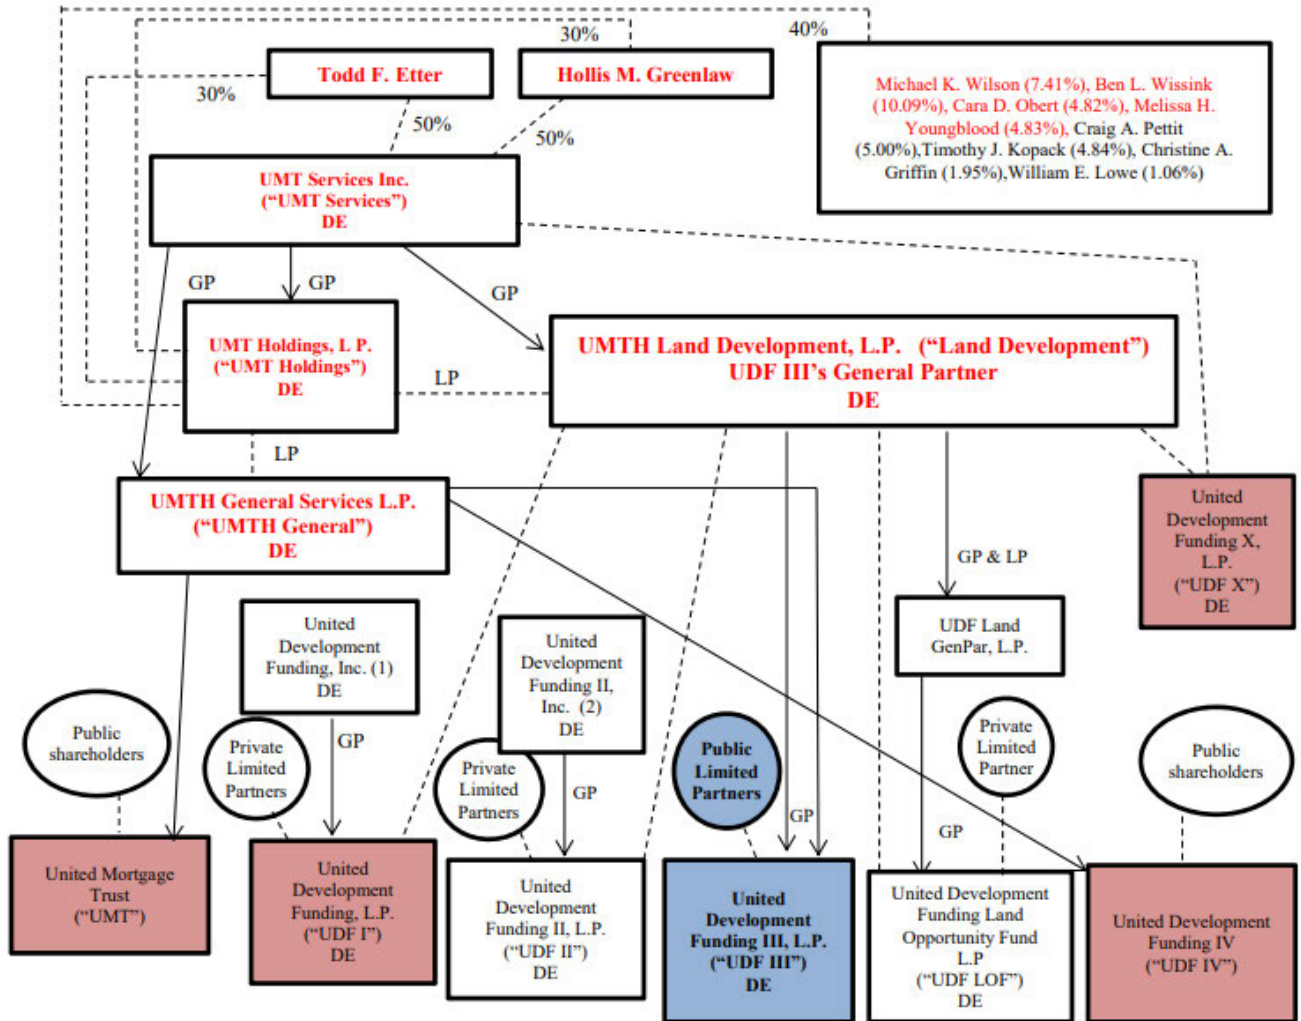 30%
40%
Todd F. Etter
Hollis M. Greenlaw
Michael K. Wilson (7.41%), Ben L. Wissink
(10.09%), Cara D. Obert (4.82%), Melissa H.
Youngblood (4.83%), Craig A. Pettit
(5.00%),Timothy J. Kopack (4.84%), Christine A.
Griffin (1.95%),William E. Lowe (1.06%)
30%
50%
50%
UMT Services Inc.
(“UMT Services”)
DE
GP
GP
GP
UMT Holdings, L P.
(“UMT Holdings”)
DE
LP
UMTH Land Development, L.P. (“Land Development”)
UDF III’s General Partner
DE
LP
UMTH General Services L.P.
(“UMTH General”)
DE
United
Development
Funding X,
L.P.
(“UDF X”)
DE
GP & LP
United
Development
Funding, Inc. (1)
DE
United
Development
Funding II,
Inc. (2)
DE
UDF Land
GenPar, L.P.
Public
shareholders
Private
Limited
Partners
GP
Private
Limited
Partners
GP
Public
Limited
Partners
GP
Private
Limited
Partner
GP
Public
shareholders
United Mortgage
Trust
(“UMT”)
United
Development
Funding, L.P.
(“UDF I”)
DE
United
Development
Funding II, L.P.
(“UDF II”)
DE
United
Development
Funding III, L.P.
(“UDF III”)
DE
United Development
Funding Land
Opportunity Fund
L.P
(“UDF LOF”)
DE
United Development
Funding IV
(“UDF IV”)